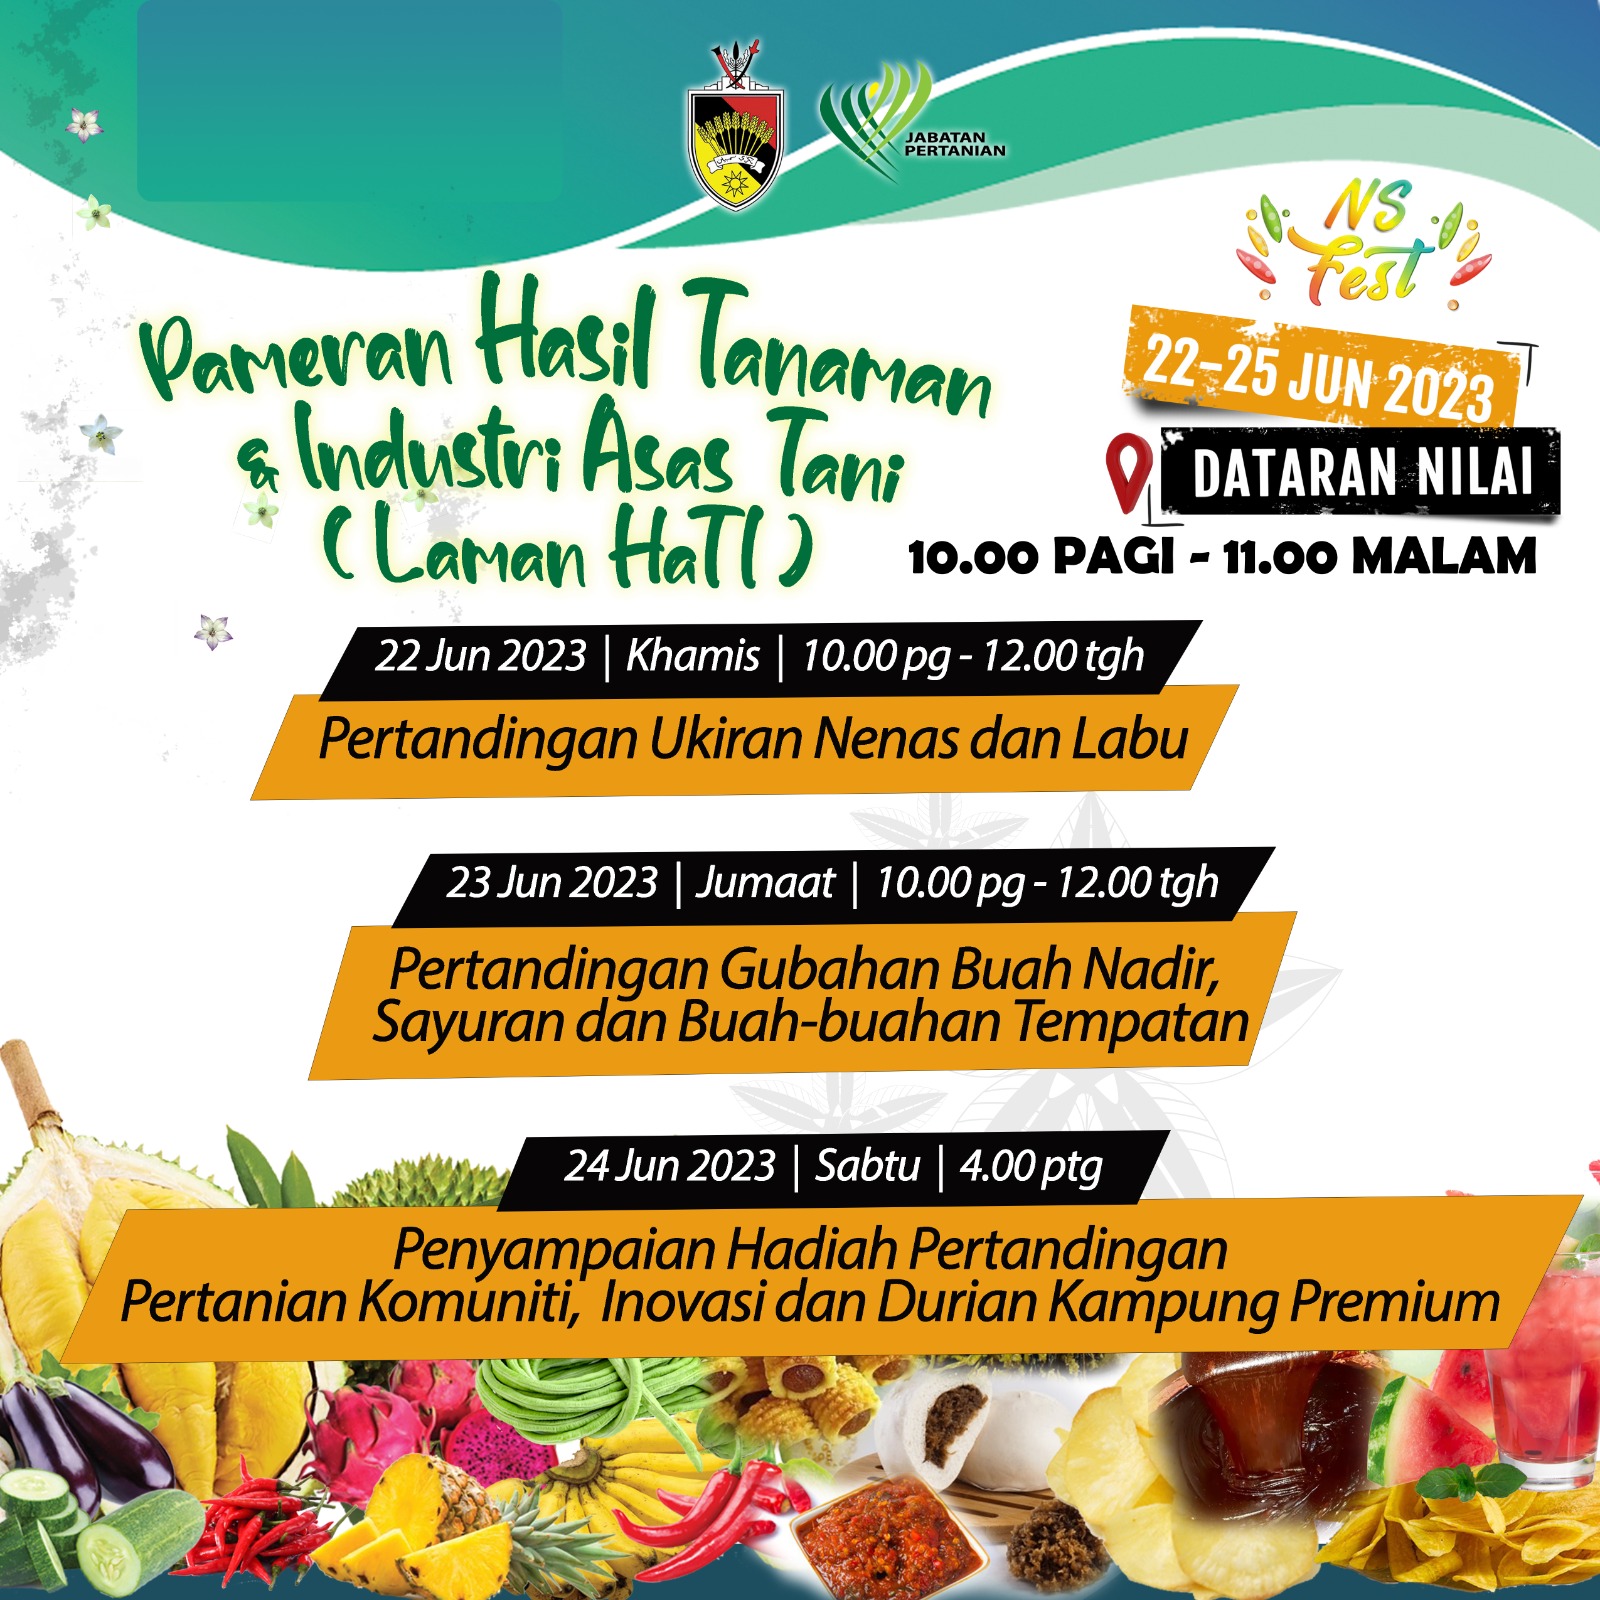 JABATAN
PERTANIAN
NS
Fest
Pameran Hasil Tanaman
& Industri Asas Tani
( Laman HaTI )
22-25 JUN 2023
DATARAN NILAI
10.00 PAGI - 11.00 MALAM
22 Jun 2023 | Khamis | 10.00 pg - 12.00 tgh
Pertandingan Ukiran Nenas dan Labu
23 Jun 2023 | Jumaat | 10.00 pg - 12.00 tgh
Pertandingan Gubahan Buah Nadir,
Sayuran dan Buah-buahan Tempatan
24 Jun 2023 | Sabtu | 4.00 ptg
Penyampaian Hadiah Pertandingan
Pertanian Komuniti, Inovasi dan Durian Kampung Premium